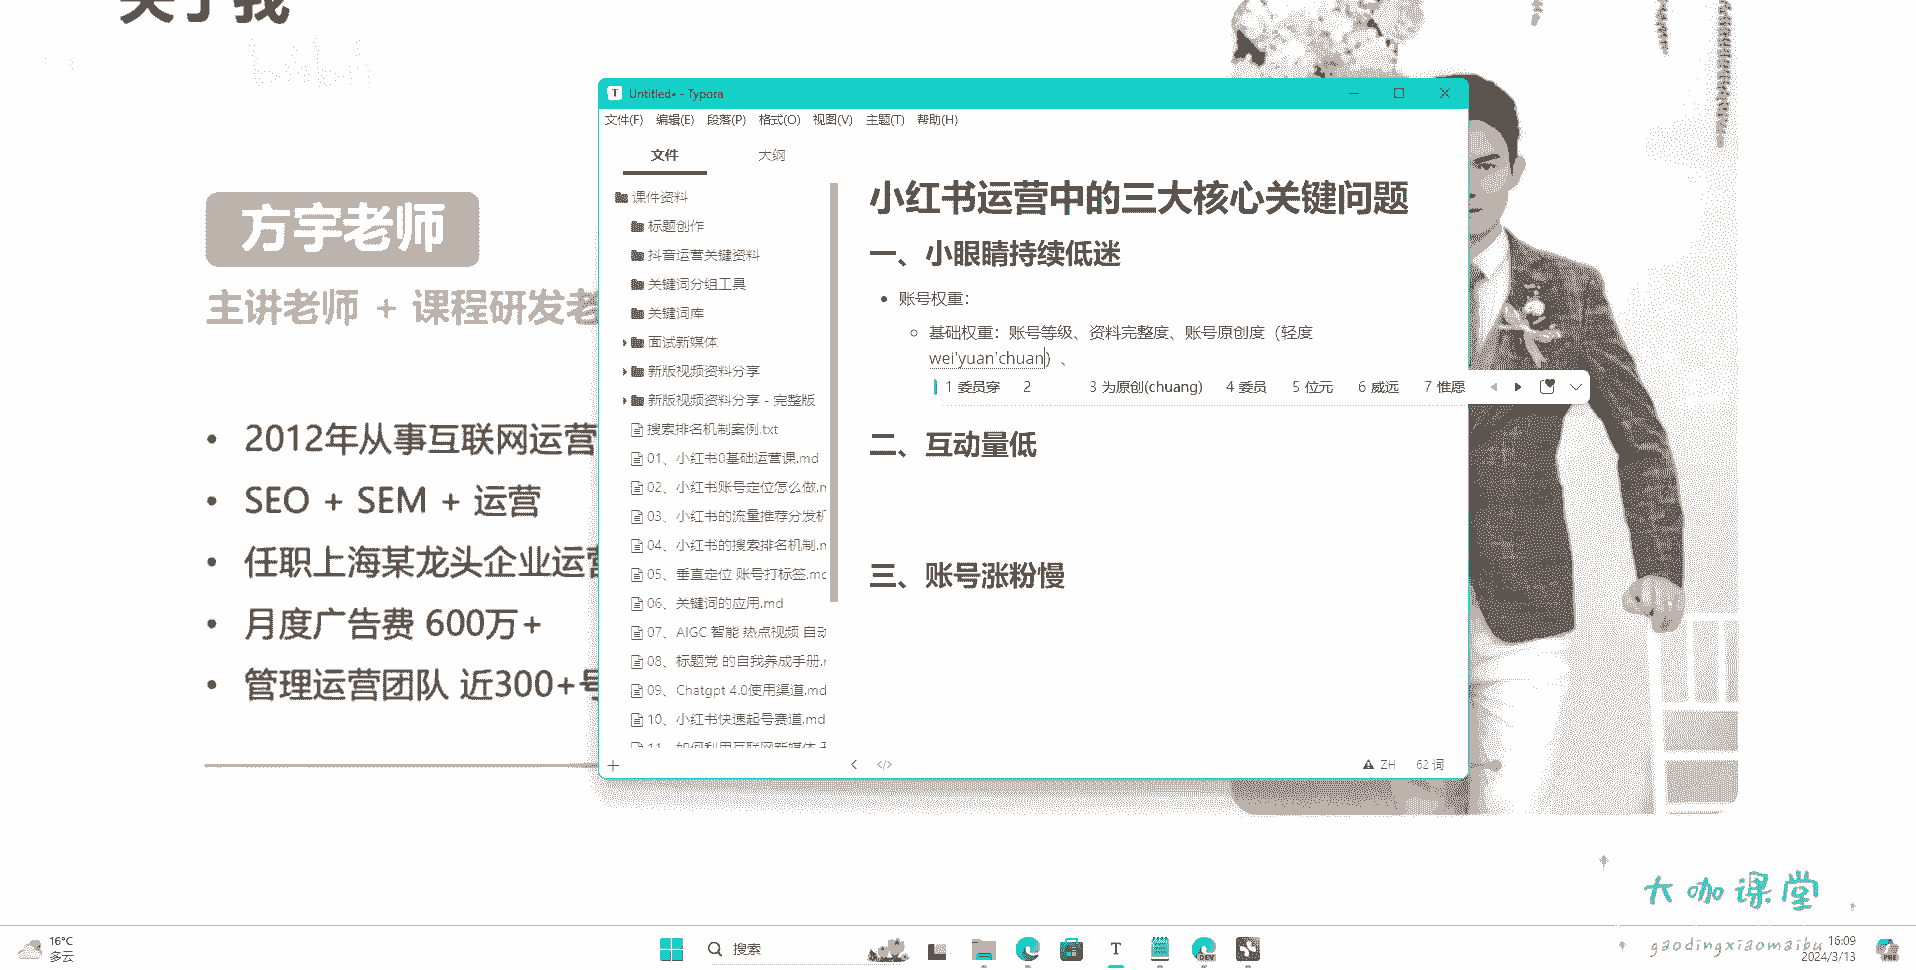 关于我
方宇老师
主讲老师 + 课程研发老
2012年从事互联网运营
SEO + SEM + 运营
任职上海某龙头企业运营
月度广告费 600万+
管理运营团队 近300+号
Untitled• - Typora
文件(F) 编辑(E) 段落(P) 格式(O) 视图(V) 主题(T) 帮助(H)
文件 大纲
课件资料
标题创作
抖音运营关键资料
关键词分组工具
关键词库
面试新媒体
新版视频资料分享
新版视频资料分享 - 完整版
搜索排名机制案例.txt
01、小红书0基础运营课.md
02、小红书账号定位怎么做.m
03、小红书的流量推荐分发机
04、小红书的搜索排名机制.m
05、垂直定位 账号打标签.md
06、关键词的应用.md
07、AIGC 智能 热点视频 自动
08、标题党 的自我养成手册.m
09、Chatgpt 4.0使用渠道.md
10、小红书快速起号赛道.md
11、如何利用互联网新媒体
小红书运营中的三大核心关键问题
一、小眼睛持续低迷
账号权重：
基础权重：账号等级、资料完整度、账号原创度（轻度
wei'yuan'chuan）、
1 委员穿 2 3 为原创(chuang) 4 委员 5 位元 6 威远 7 惟愿
二、互动量低
三、账号涨粉慢
ZH 62 词
大咖课堂
gaodingxiaomaibu
16°C
多云
搜索
T
DEV
16:09
2024/3/13
PRE